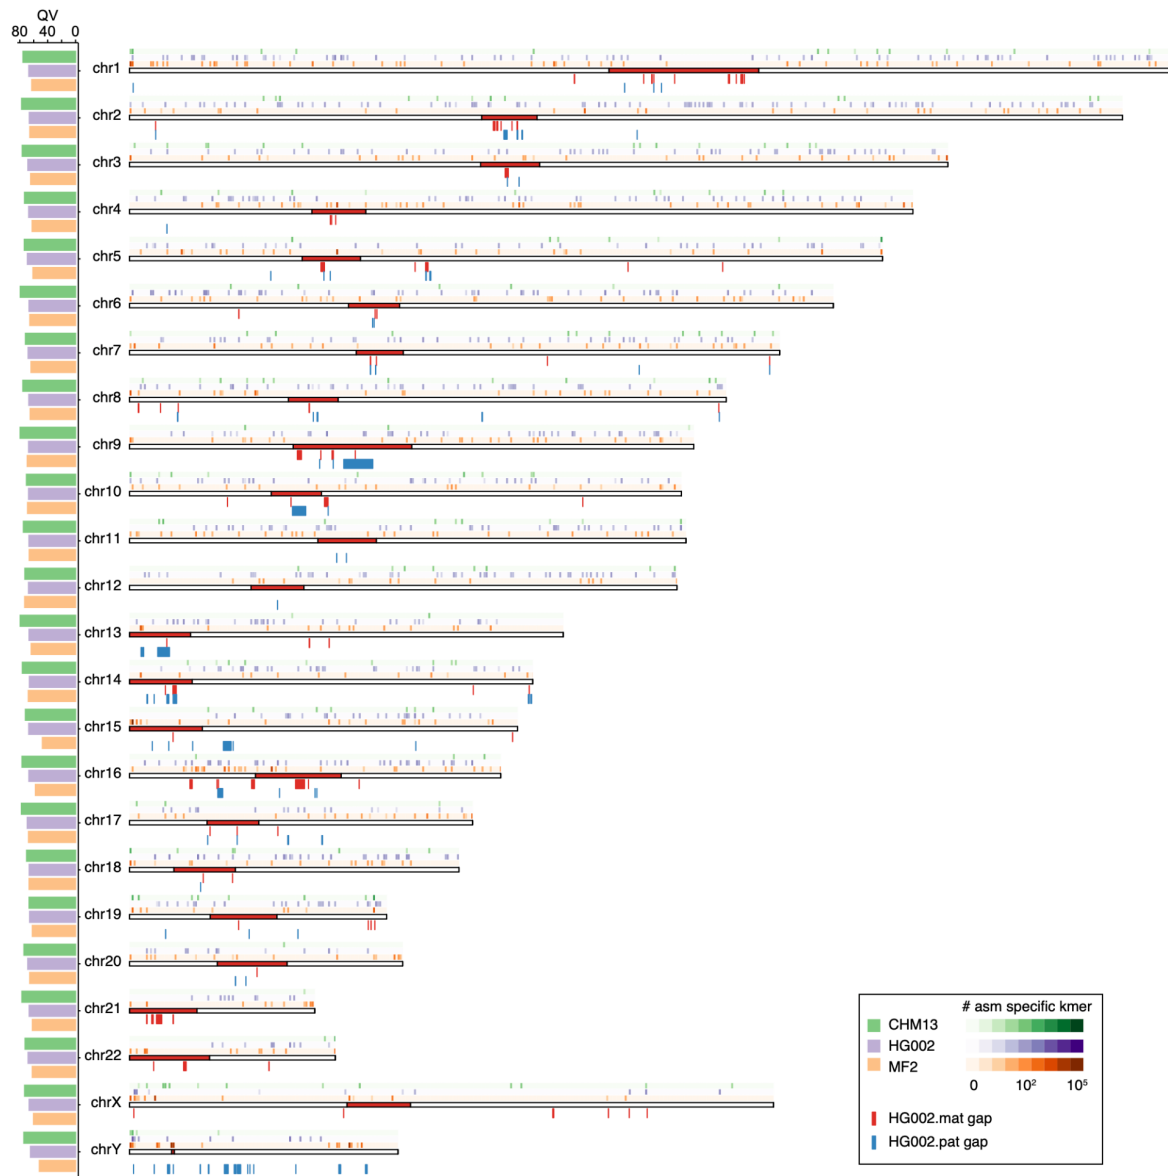 QV
80 40 0
chr1
chr2
chr3
chr4
chr5
chr6
chr7
chr8
chr9
chr10
chr11
chr12
chr13
chr14
chr15
chr16
chr17
chr18
chr19
chr20
chr21
chr22
chrX
chrY
# asm specific kmer
CHM13
HG002
MF2
0 10² 10⁵
HG002.mat gap
HG002.pat gap